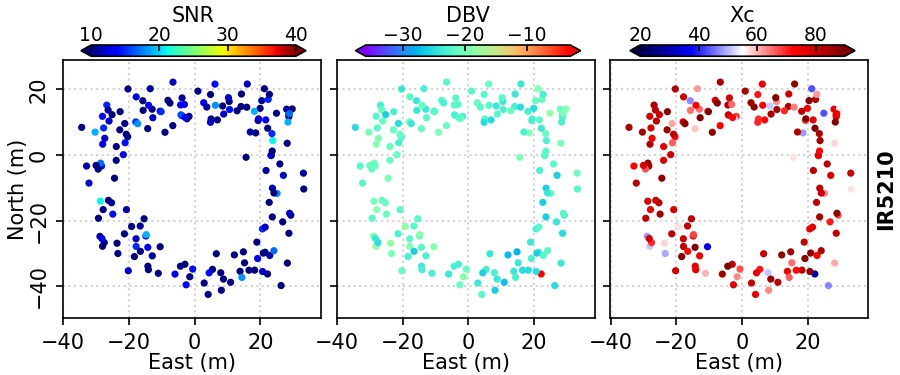 SNR DBV Xc
10 20 30 40 −30 −20 −10 20 40 60 80
20
0
−20
−40
North (m)
−40 −20 0 20 −40 −20 0 20 −40 −20 0 20
East (m) East (m) East (m)
IR5210